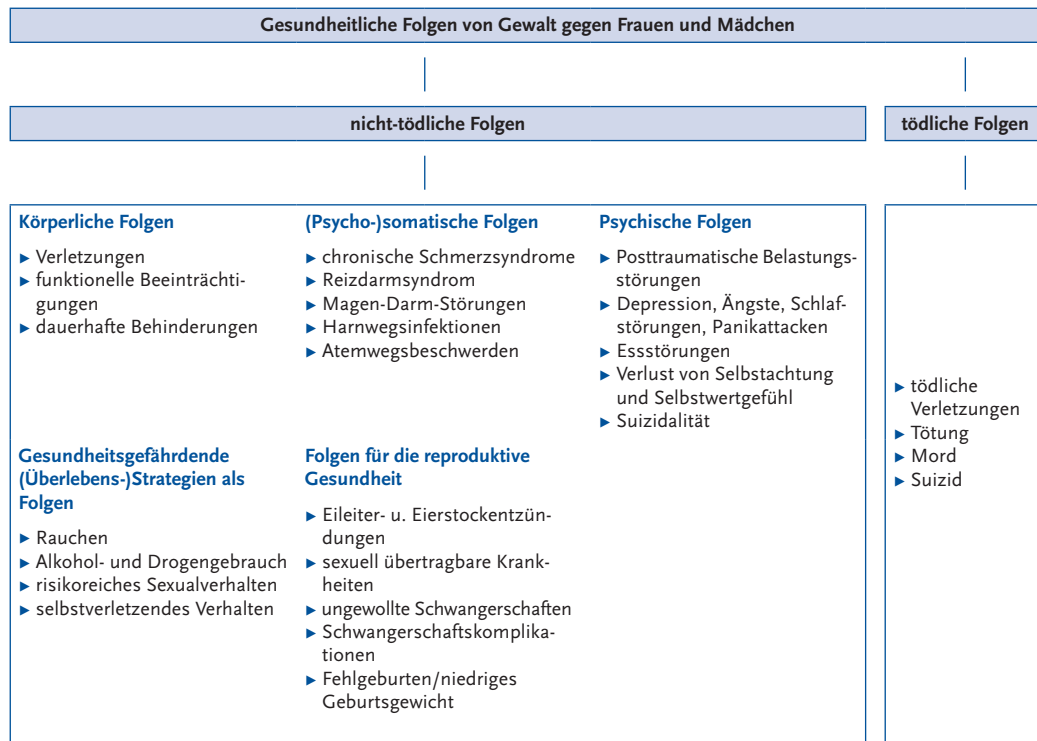 Gesundheitliche Folgen von Gewalt gegen Frauen und Mädchen
nicht-tödliche Folgen
tödliche Folgen
Körperliche Folgen
▶ Verletzungen
▶ funktionelle Beeinträchti-
gungen
▶ dauerhafte Behinderungen
(Psycho-)somatische Folgen
▶ chronische Schmerzsyndrome
▶ Reizdarmsyndrom
▶ Magen-Darm-Störungen
▶ Harnwegsinfektionen
▶ Atemwegsbeschwerden
Psychische Folgen
▶ Posttraumatische Belastungs-
störungen
▶ Depression, Ängste, Schlaf-
störungen, Panikattacken
▶ Essstörungen
▶ Verlust von Selbstachtung
und Selbstwertgefühl
▶ Suizidalität
Gesundheitsgefährdende
(Überlebens-)Strategien als
Folgen
▶ Rauchen
▶ Alkohol- und Drogengebrauch
▶ risikoreiches Sexualverhalten
▶ selbstverletzendes Verhalten
Folgen für die reproduktive
Gesundheit
▶ Eileiter- u. Eierstockentzün-
dungen
▶ sexuell übertragbare Krank-
heiten
▶ ungewollte Schwangerschaften
▶ Schwangerschaftskomplika-
tionen
▶ Fehlgeburten/niedriges
Geburtsgewicht
▶ tödliche
Verletzungen
▶ Tötung
▶ Mord
▶ Suizid